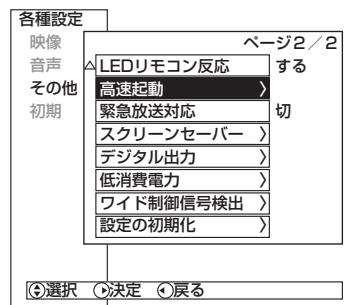 各種設定
映像
音声
その他
初期
ページ2／2
LEDリモコン反応 する
高速起動
緊急放送対応 切
スクリーンセーバー
デジタル出力
低消費電力
ワイド制御信号検出
設定の初期化
選択 決定 戻る